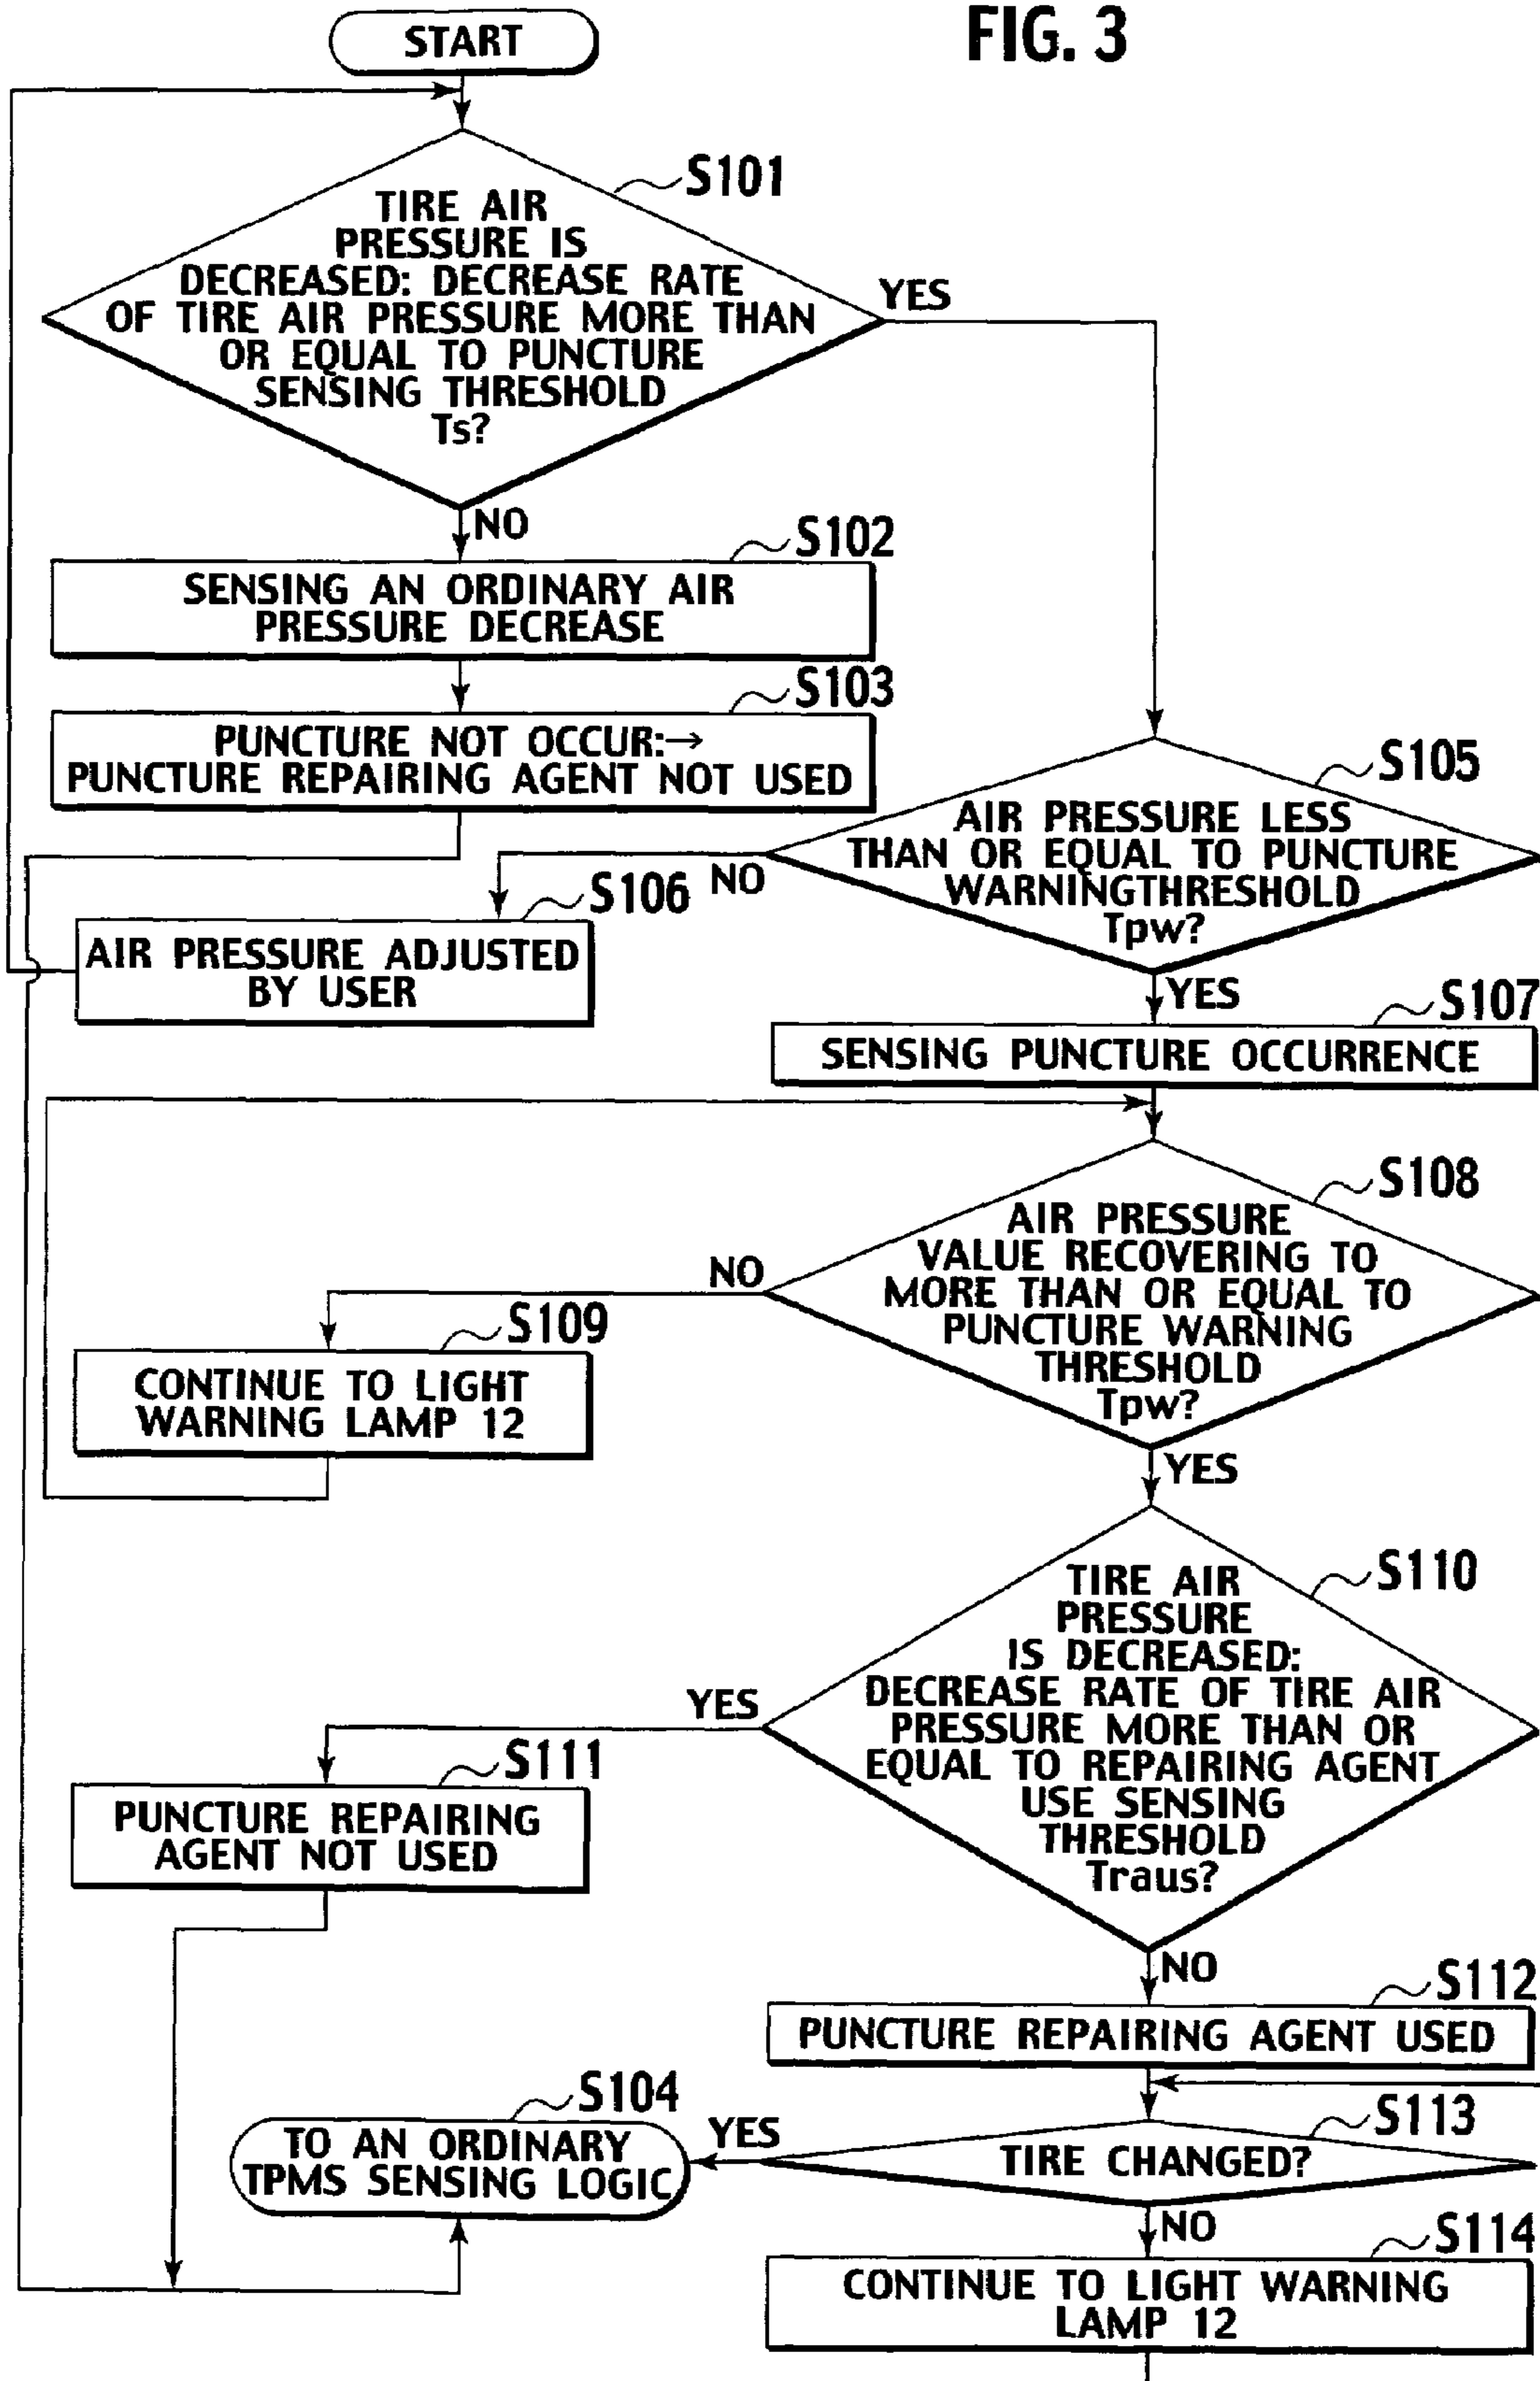 FIG. 3
START
S101
TIRE AIR
PRESSURE IS
DECREASED: DECREASE RATE
OF TIRE AIR PRESSURE MORE THAN
OR EQUAL TO PUNCTURE
SENSING THRESHOLD
Ts?
YES
NO
S102
SENSING AN ORDINARY AIR
PRESSURE DECREASE
S103
PUNCTURE NOT OCCUR:→
PUNCTURE REPAIRING AGENT NOT USED
S105
AIR PRESSURE LESS
THAN OR EQUAL TO PUNCTURE
WARNINGTHRESHOLD
Tpw?
NO
S106
AIR PRESSURE ADJUSTED
BY USER
YES
S107
SENSING PUNCTURE OCCURRENCE
S108
AIR PRESSURE
VALUE RECOVERING TO
MORE THAN OR EQUAL TO
PUNCTURE WARNING
THRESHOLD
Tpw?
NO
S109
CONTINUE TO LIGHT
WARNING LAMP 12
YES
S110
TIRE AIR
PRESSURE
IS DECREASED:
DECREASE RATE OF TIRE AIR
PRESSURE MORE THAN OR
EQUAL TO REPAIRING AGENT
USE SENSING
THRESHOLD
Traus?
YES
S111
PUNCTURE REPAIRING
AGENT NOT USED
NO
S112
PUNCTURE REPAIRING AGENT USED
S104
TO AN ORDINARY
TPMS SENSING LOGIC
YES
S113
TIRE CHANGED?
NO
S114
CONTINUE TO LIGHT WARNING
LAMP 12